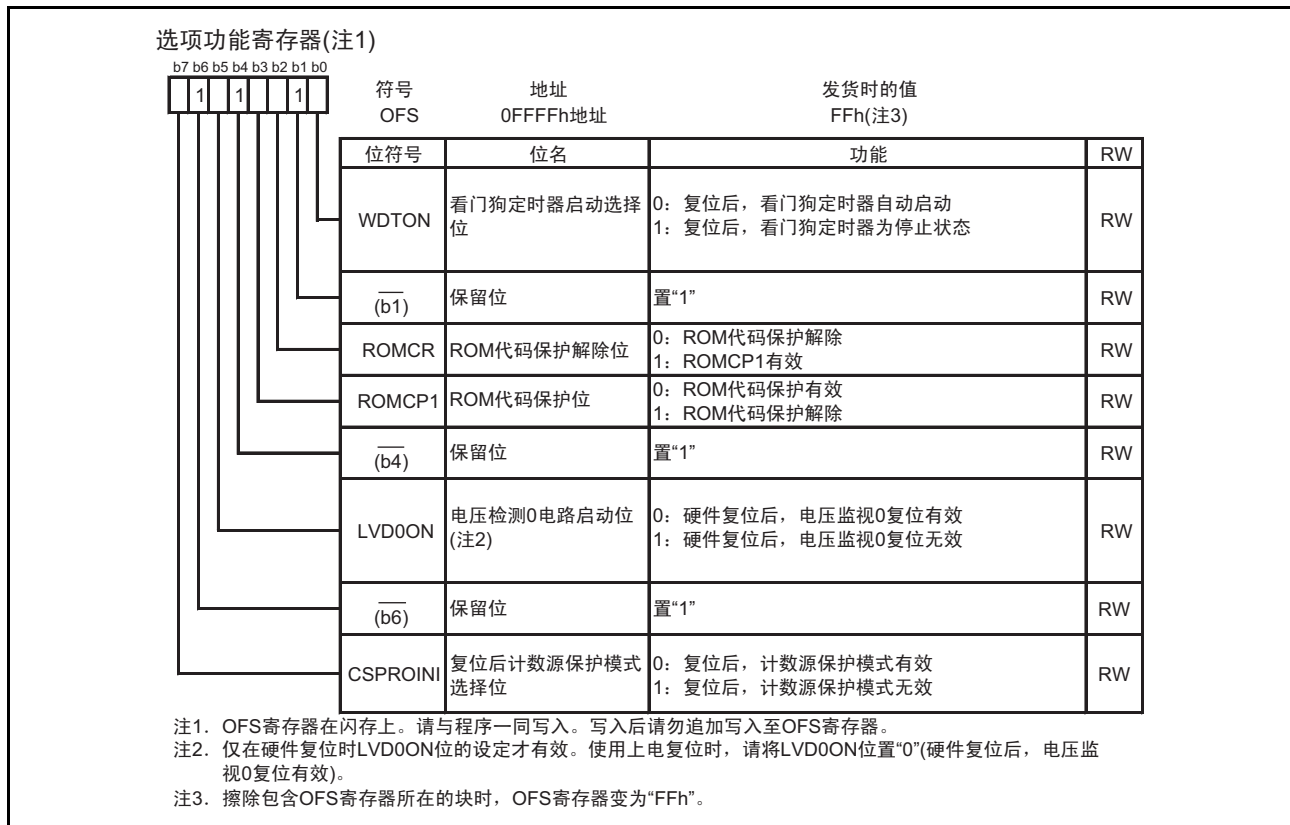 选项功能寄存器(注1)
b7 b6 b5 b4 b3 b2 b1 b0
1 1 1
符号 地址 发货时的值
OFS 0FFFFh地址 FFh(注3)
位符号 位名 功能 RW
WDTON 看门狗定时器启动选择位 0：复位后，看门狗定时器自动启动 RW
1：复位后，看门狗定时器为停止状态
(b1) 保留位 置“1” RW
ROMCR ROM代码保护解除位 0：ROM代码保护解除 RW
1：ROMCP1有效
ROMCP1 ROM代码保护位 0：ROM代码保护有效 RW
1：ROM代码保护解除
(b4) 保留位 置“1” RW
LVD0ON 电压检测0电路启动位(注2) 0：硬件复位后，电压监视0复位有效 RW
1：硬件复位后，电压监视0复位无效
(b6) 保留位 置“1” RW
CSPROINI 复位后计数源保护模式选择位 0：复位后，计数源保护模式有效 RW
1：复位后，计数源保护模式无效
注1．OFS寄存器在闪存上。请与程序一同写入。写入后请勿追加写入至OFS寄存器。
注2．仅在硬件复位时LVD0ON位的设定才有效。使用上电复位时，请将LVD0ON位置“0”(硬件复位后，电压监
视0复位有效)。
注3．擦除包含OFS寄存器所在的块时，OFS寄存器变为“FFh”。